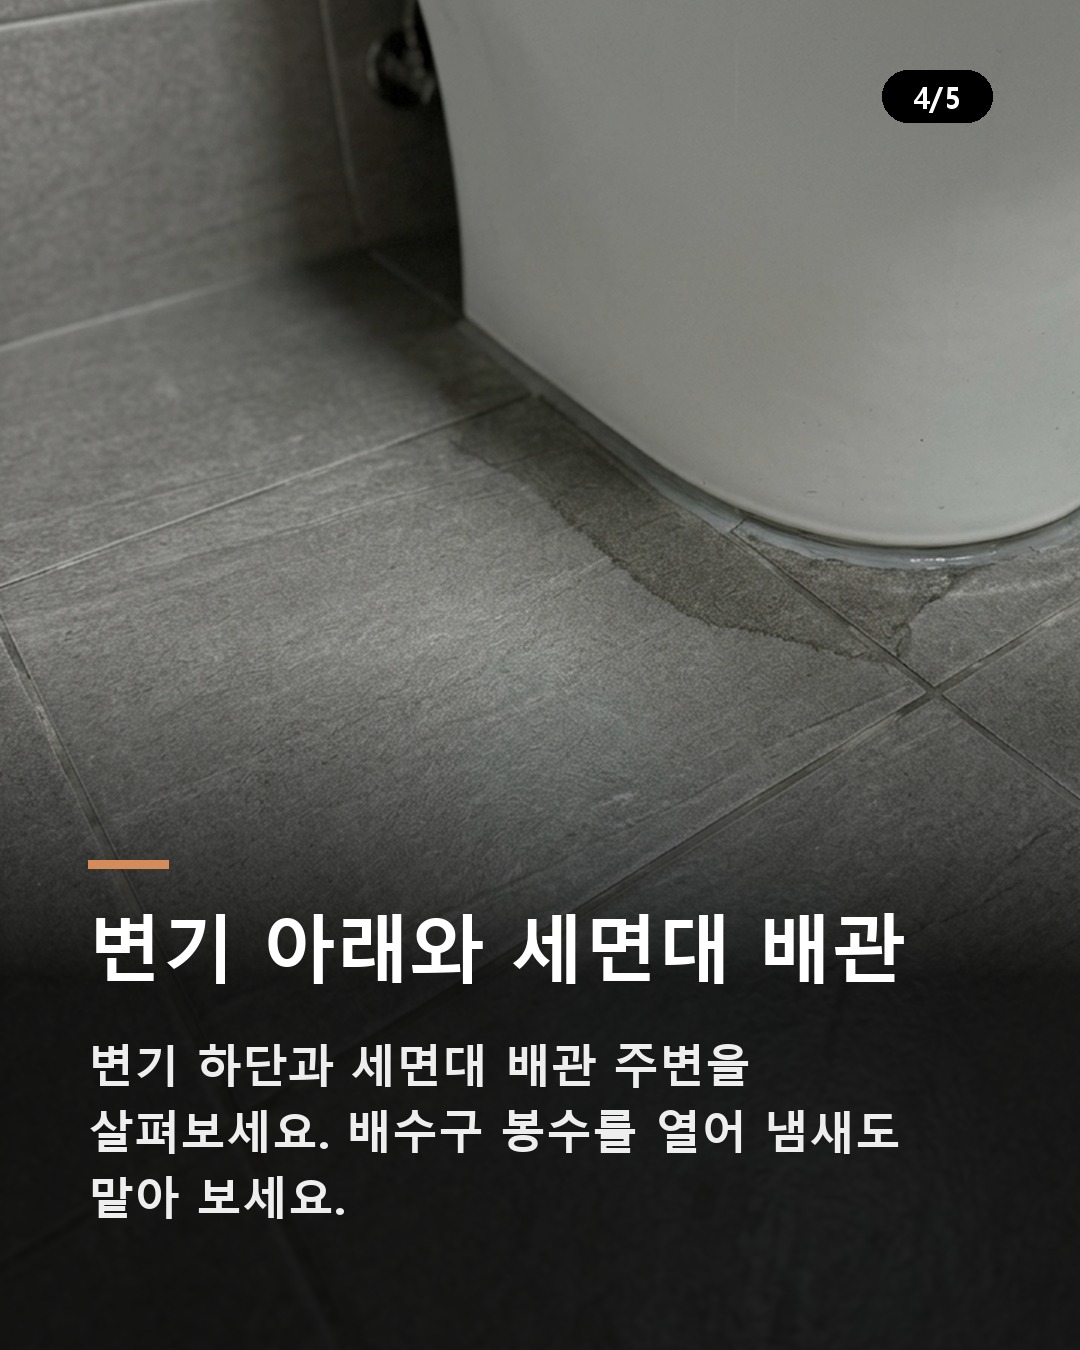 4/5
변기 아래와 세면대 배관
변기 하단과 세면대 배관 주변을
살펴보세요. 배수구 봉수를 열어 냄새도
맡아 보세요.